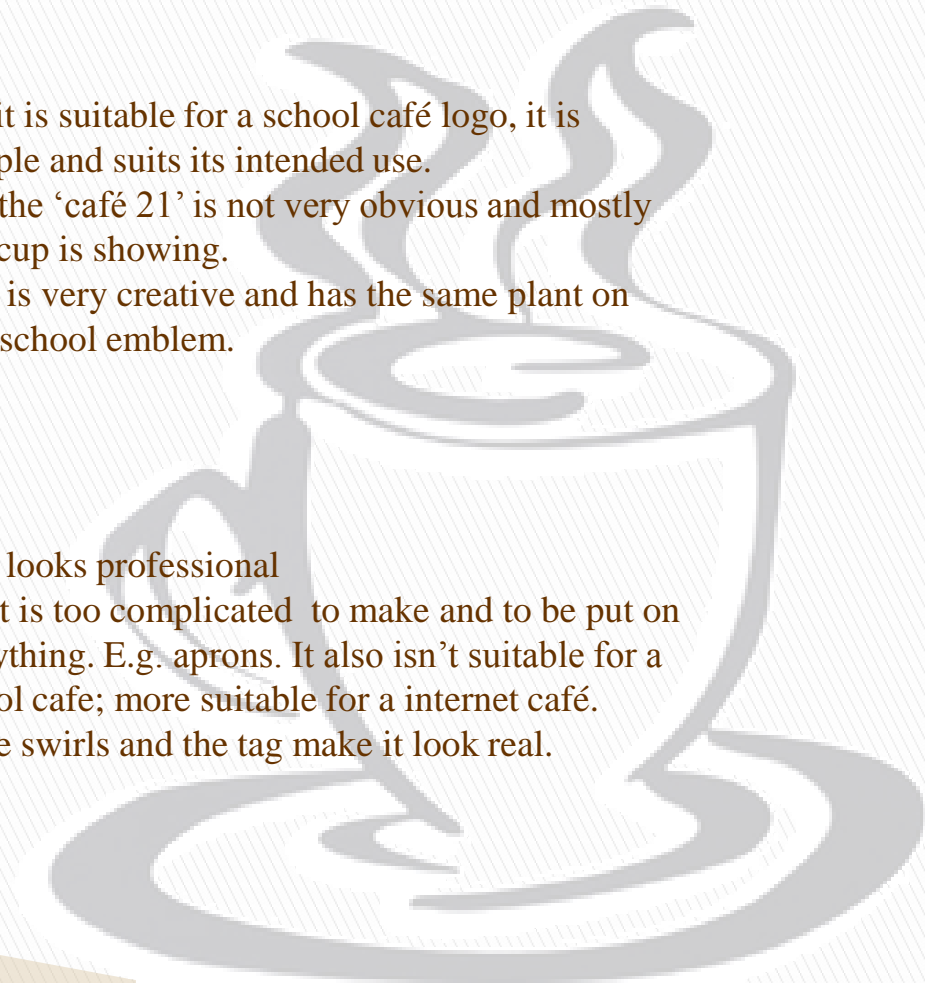 it is suitable for a school café logo, it is
ple and suits its intended use.
the ‘café 21’ is not very obvious and mostly
cup is showing.
is very creative and has the same plant on
school emblem.
looks professional
t is too complicated to make and to be put on
ything. E.g. aprons. It also isn’t suitable for a
ol cafe; more suitable for a internet café.
e swirls and the tag make it look real.